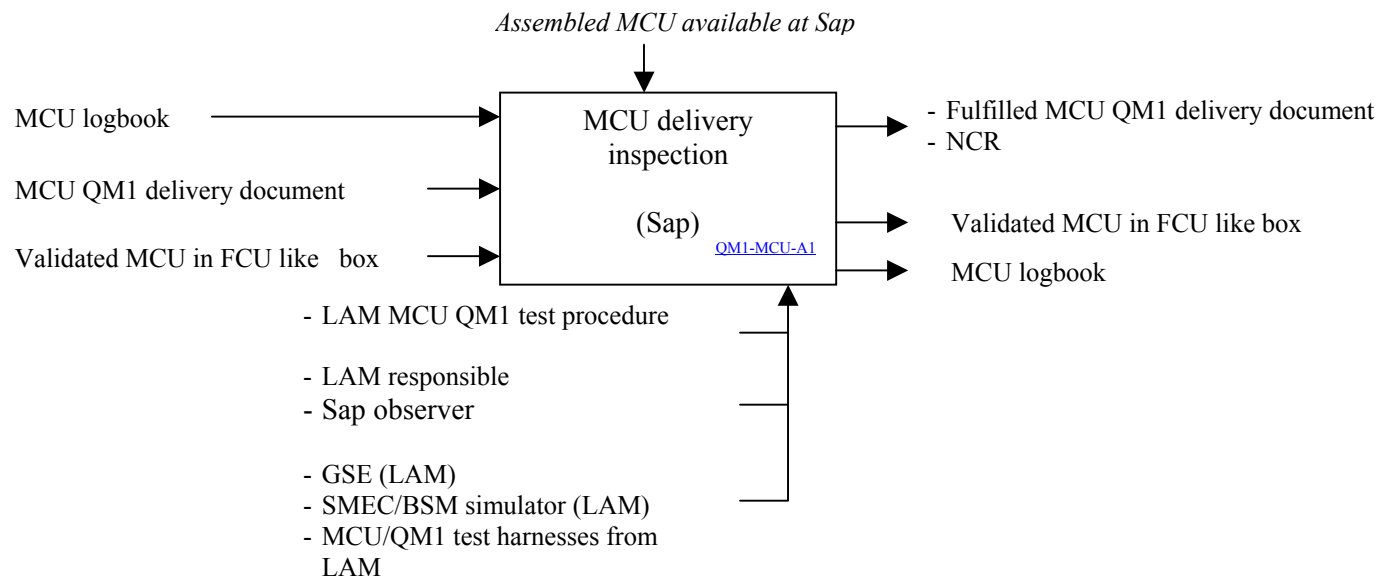 Assembled MCU available at Sap
MCU logbook
MCU QM1 delivery document
Validated MCU in FCU like box
MCU delivery
inspection
(Sap)
QM1-MCU-A1
- Fulfilled MCU QM1 delivery document
- NCR
Validated MCU in FCU like box
MCU logbook
- LAM MCU QM1 test procedure
- LAM responsible
- Sap observer
- GSE (LAM)
- SMEC/BSM simulator (LAM)
- MCU/QM1 test harnesses from
LAM